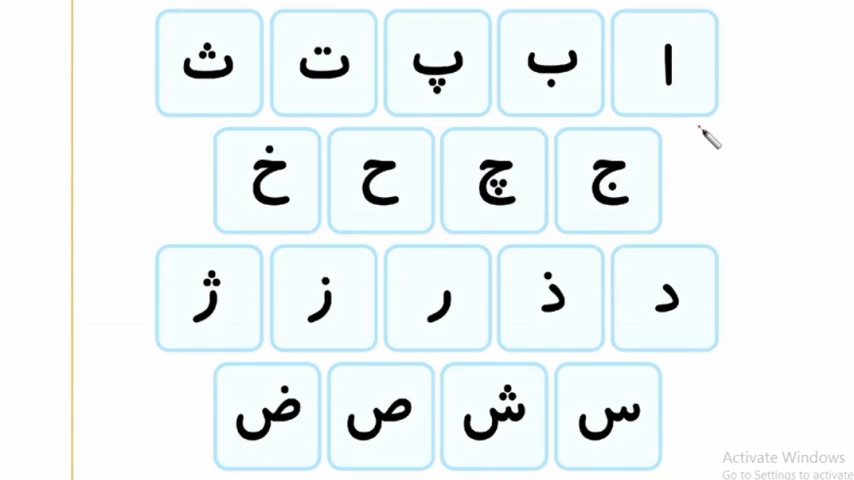 ا ب پ ت ث
ج چ ح خ
د ذ ر ز ژ
س ش ص ض
Activate Windows
Go to Settings to activate